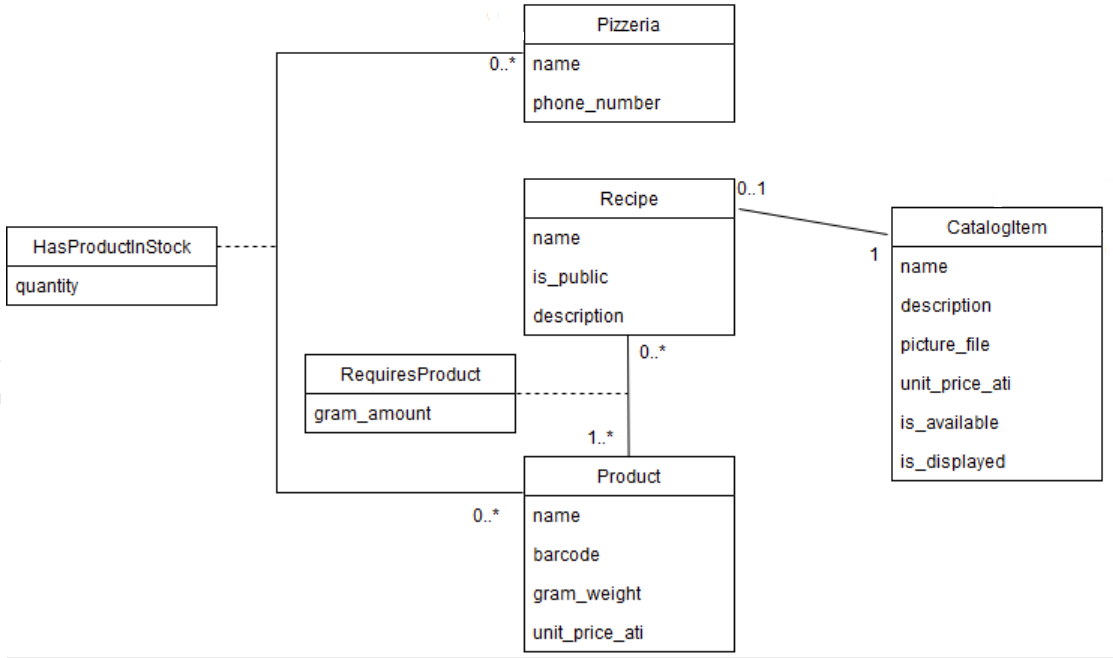 Pizzeria
name
phone_number
0..*
Recipe
name
is_public
description
0..1
1
CatalogItem
name
description
picture_file
unit_price_ati
is_available
is_displayed
HasProductInStock
quantity
0..*
RequiresProduct
gram_amount
1..*
Product
name
barcode
gram_weight
unit_price_ati
0..*